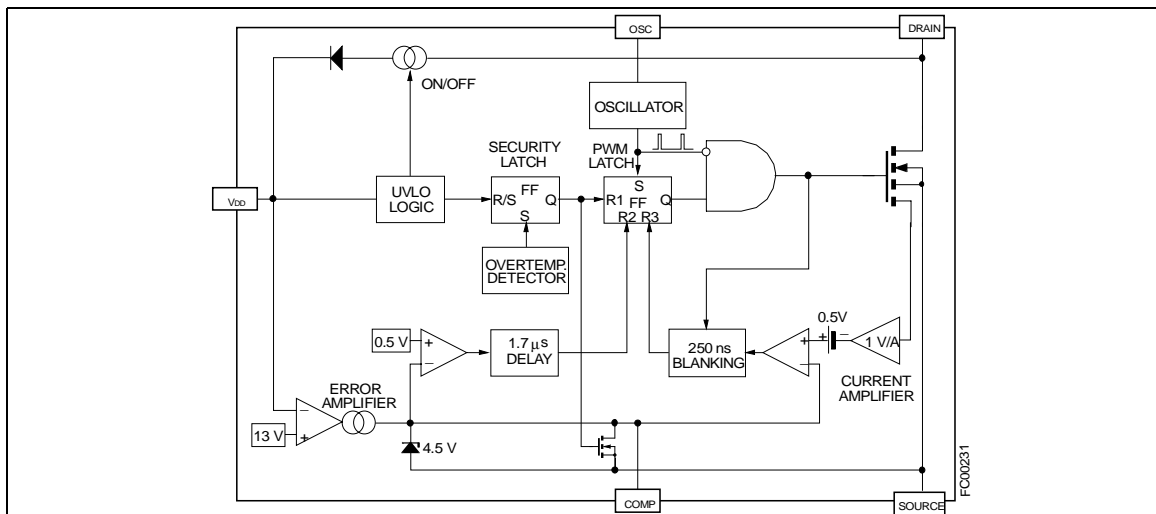 OSC
DRAIN
ON/OFF
OSCILLATOR
SECURITY
LATCH
PWM
LATCH
VDD
UVLO
LOGIC
R/S FF Q
S
S
R1 FF Q
R2 R3
OVERTEMP.
DETECTOR
0.5 V
+
−
1.7 μs
DELAY
250 ns
BLANKING
+
−
0.5V
+ −
1 V/A
CURRENT
AMPLIFIER
ERROR
AMPLIFIER
13 V
−
+
4.5 V
COMP
SOURCE
FC00231